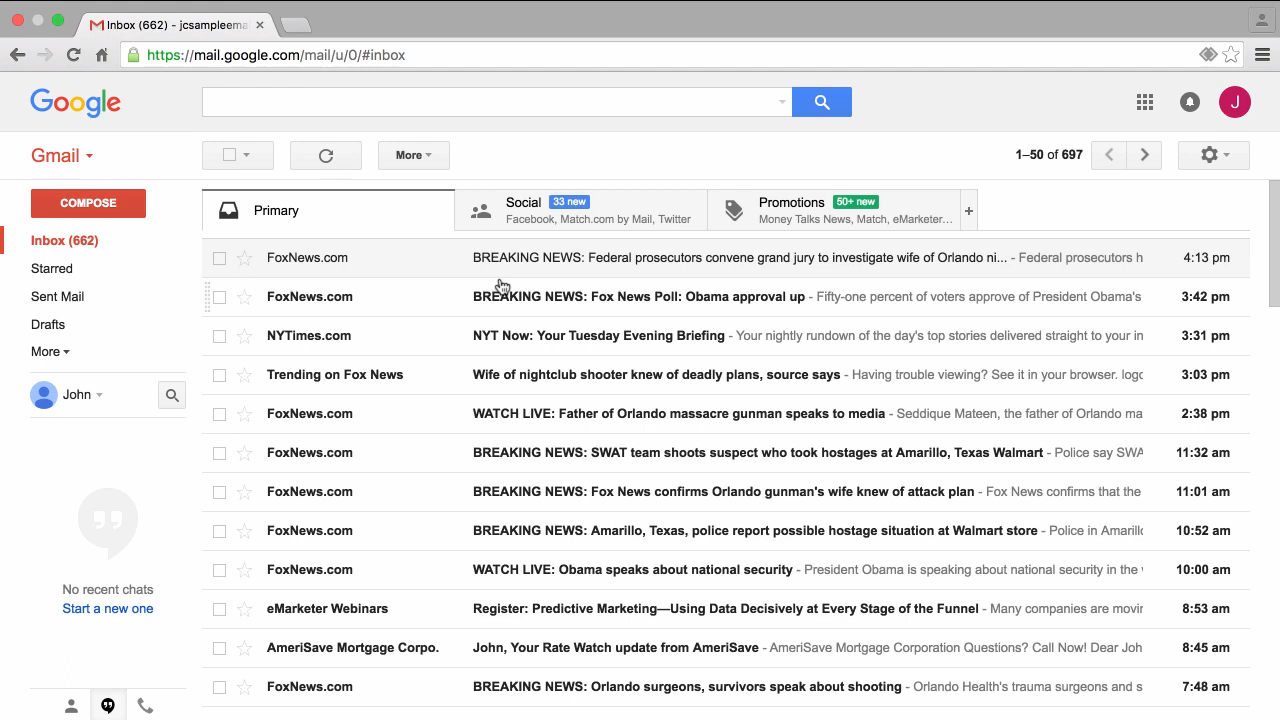 Inbox (662) - jcsampleema
https://mail.google.com/mail/u/0/#inbox
Google
J
Gmail
More
1–50 of 697
COMPOSE
Inbox (662)
Starred
Sent Mail
Drafts
More
John
No recent chats
Start a new one
Primary
Social 33 new
Facebook, Match.com by Mail, Twitter
Promotions 50+ new
Money Talks News, Match, eMarketer...
+
FoxNews.com BREAKING NEWS: Federal prosecutors convene grand jury to investigate wife of Orlando ni... - Federal prosecutors h 4:13 pm
FoxNews.com BREAKING NEWS: Fox News Poll: Obama approval up - Fifty-one percent of voters approve of President Obama's 3:42 pm
NYTimes.com NYT Now: Your Tuesday Evening Briefing - Your nightly rundown of the day's top stories delivered straight to your in 3:31 pm
Trending on Fox News Wife of nightclub shooter knew of deadly plans, source says - Having trouble viewing? See it in your browser. logo 3:03 pm
FoxNews.com WATCH LIVE: Father of Orlando massacre gunman speaks to media - Seddique Mateen, the father of Orlando ma 2:38 pm
FoxNews.com BREAKING NEWS: SWAT team shoots suspect who took hostages at Amarillo, Texas Walmart - Police say SWA 11:32 am
FoxNews.com BREAKING NEWS: Fox News confirms Orlando gunman's wife knew of attack plan - Fox News confirms that the 11:01 am
FoxNews.com BREAKING NEWS: Amarillo, Texas, police report possible hostage situation at Walmart store - Police in Amarillo 10:52 am
FoxNews.com WATCH LIVE: Obama speaks about national security - President Obama is speaking about national security in the 10:00 am
eMarketer Webinars Register: Predictive Marketing—Using Data Decisively at Every Stage of the Funnel - Many companies are movin 8:53 am
AmeriSave Mortgage Corpo. John, Your Rate Watch update from AmeriSave - AmeriSave Mortgage Corporation Questions? Call Now! Dear Joh 8:45 am
FoxNews.com BREAKING NEWS: Orlando surgeons, survivors speak about shooting - Orlando Health's trauma surgeons and s 7:48 am